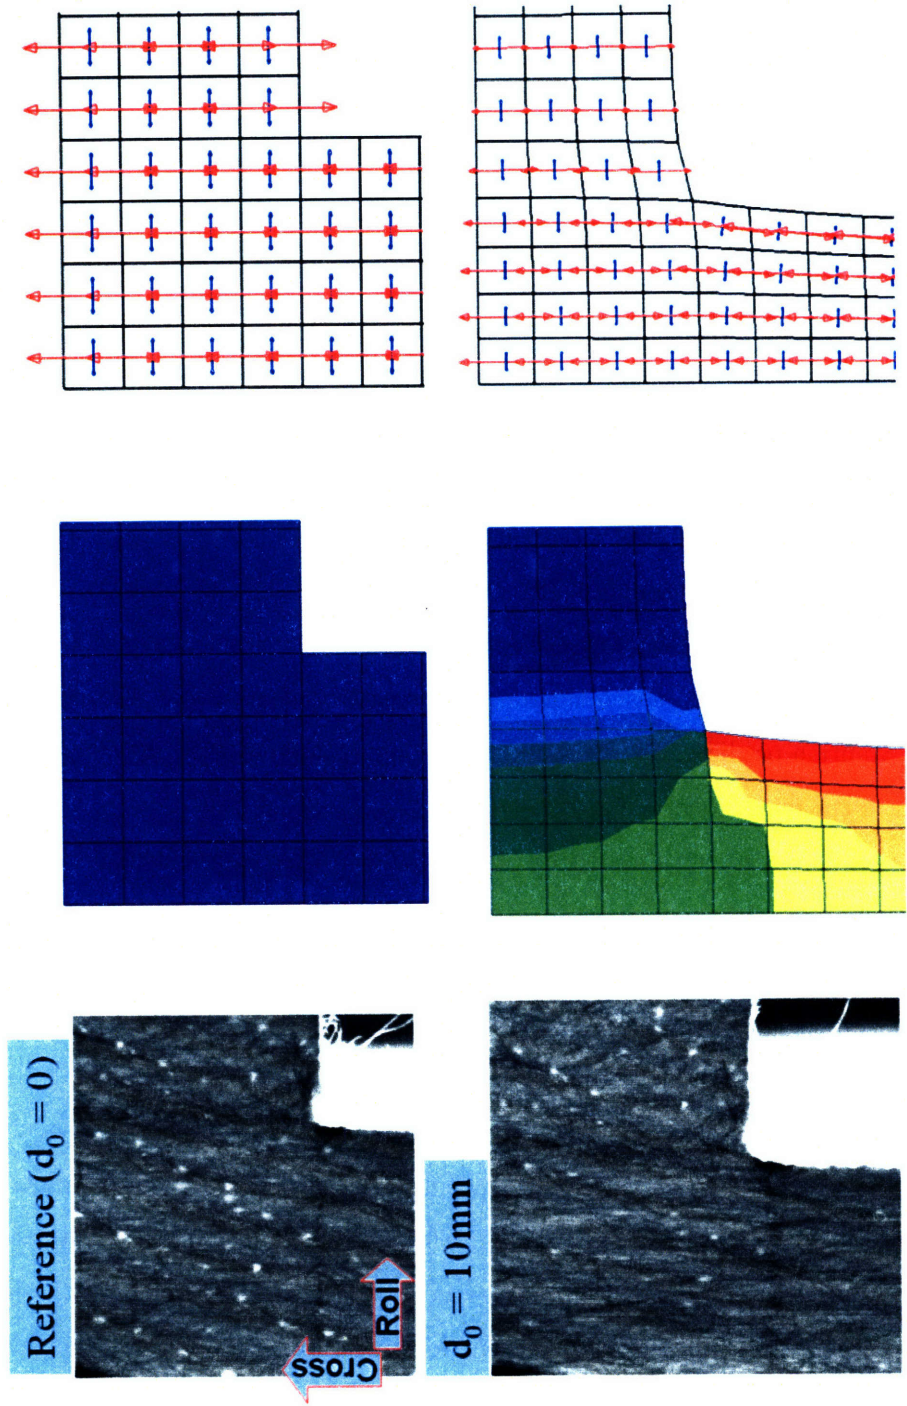 Reference (d₀ = 0)
Cross
Roll
d₀ = 10mm